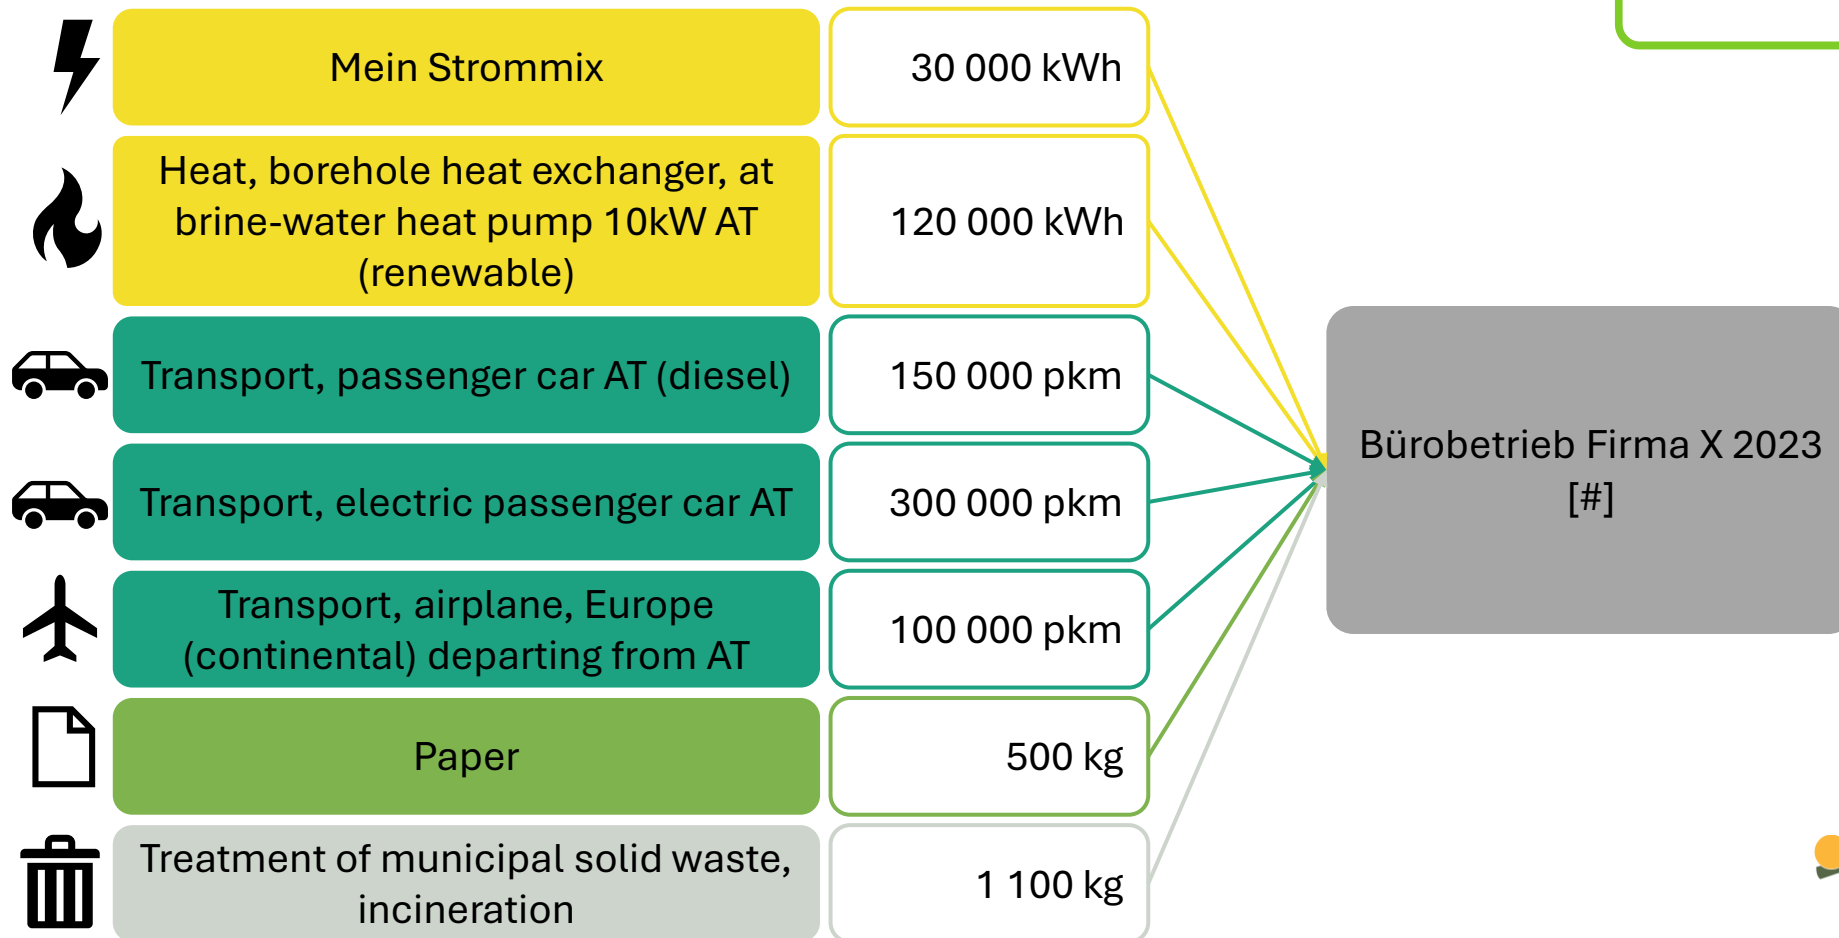 Mein Strommix
30 000 kWh
Heat, borehole heat exchanger, at
brine-water heat pump 10kW AT
(renewable)
120 000 kWh
Transport, passenger car AT (diesel)
150 000 pkm
Transport, electric passenger car AT
300 000 pkm
Transport, airplane, Europe
(continental) departing from AT
100 000 pkm
Paper
500 kg
Treatment of municipal solid waste,
incineration
1 100 kg
Bürobetrieb Firma X 2023
[#]